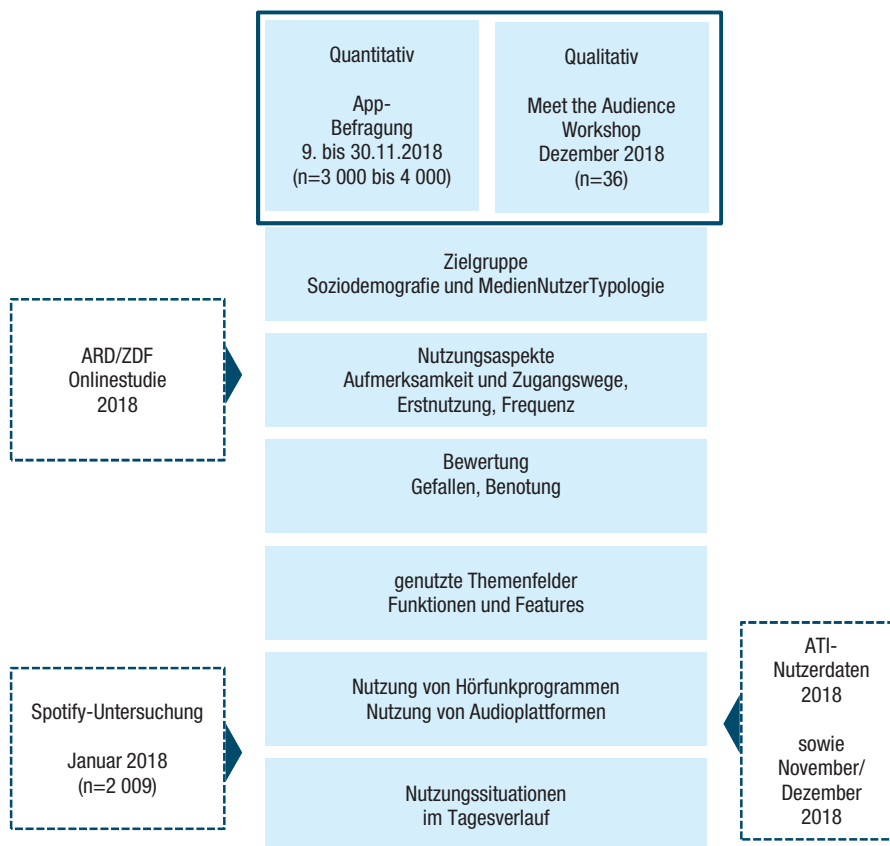 Quantitativ
App-
Befragung
9. bis 30.11.2018
(n=3 000 bis 4 000)
Qualitativ
Meet the Audience
Workshop
Dezember 2018
(n=36)
Zielgruppe
Soziodemografie und MedienNutzerTypologie
ARD/ZDF
Onlinestudie
2018
Nutzungsaspekte
Aufmerksamkeit und Zugangswege,
Erstnutzung, Frequenz
Bewertung
Gefallen, Benotung
genutzte Themenfelder
Funktionen und Features
Spotify-Untersuchung
Januar 2018
(n=2 009)
Nutzung von Hörfunkprogrammen
Nutzung von Audioplattformen
Nutzungssituationen
im Tagesverlauf
ATI-
Nutzerdaten
2018
sowie
November/
Dezember
2018